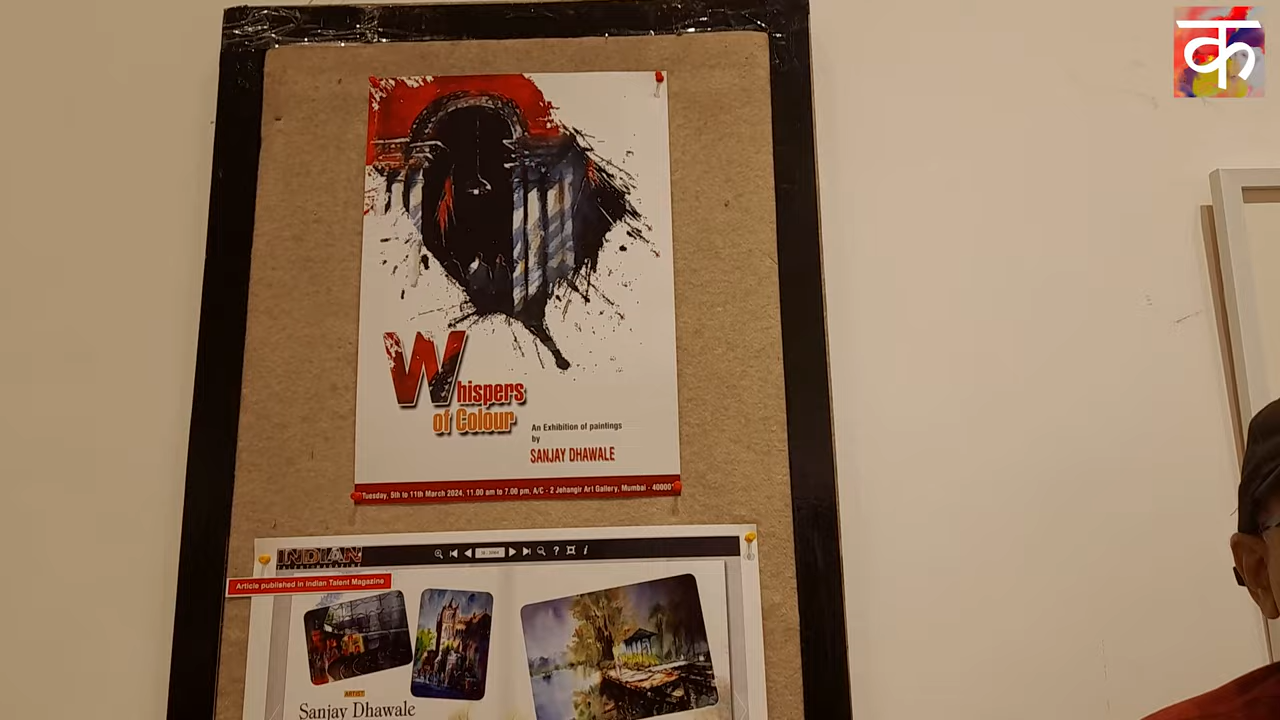 क
Whispers
of Colour
An Exhibition of paintings
by
SANJAY DHAWALE
Tuesday, 5th to 11th March 2024, 11.00 am to 7.00 pm, A/C - 2 Jehangir Art Gallery, Mumbai - 40000
INDIAN
Article published in Indian Talent Magazine
ARTIST
Sanjay Dhawale